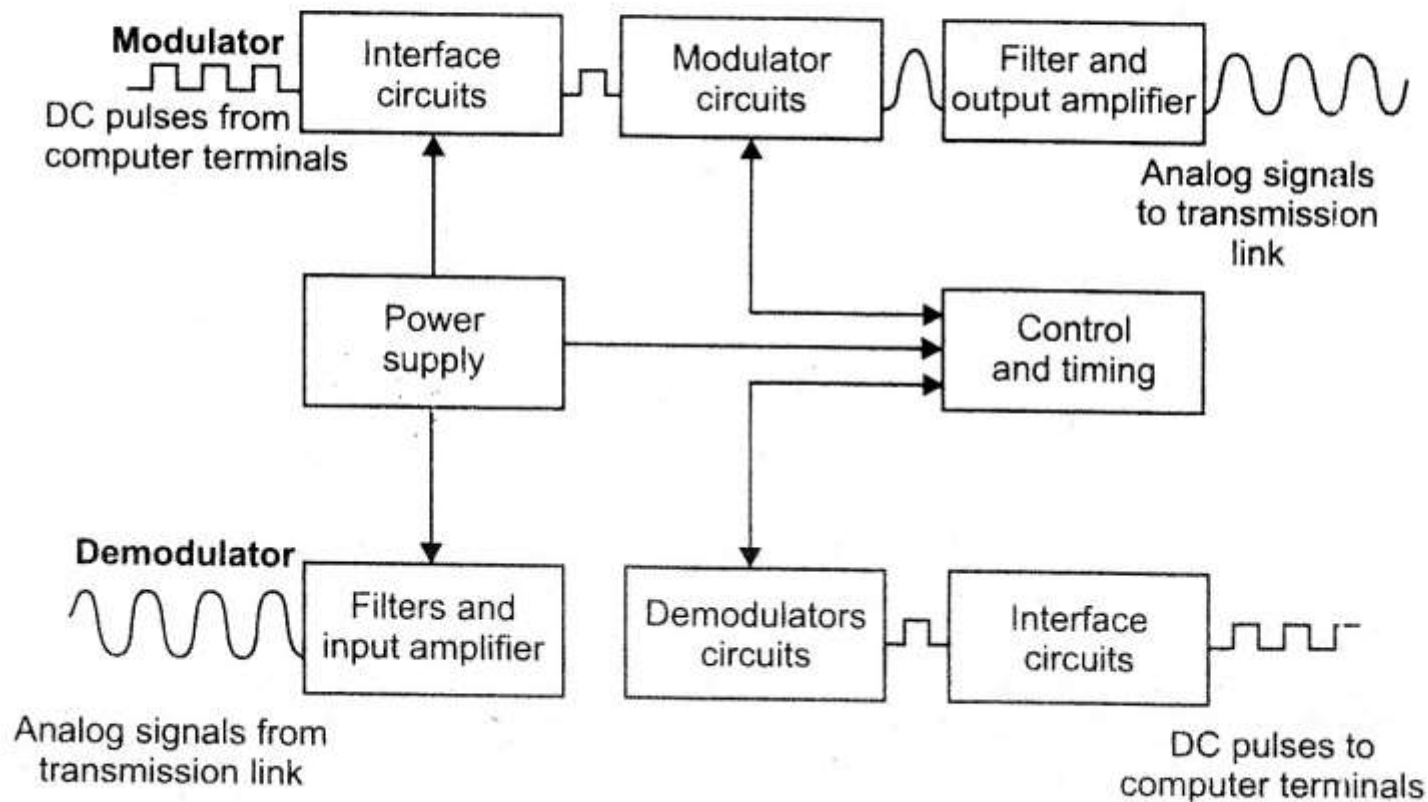 Modulator
DC pulses from
computer terminals
Interface
circuits
Modulator
circuits
Filter and
output amplifier
Analog signals
to transmission
link
Power
supply
Control
and timing
Demodulator
Filters and
input amplifier
Demodulators
circuits
Interface
circuits
Analog signals from
transmission link
DC pulses to
computer terminals